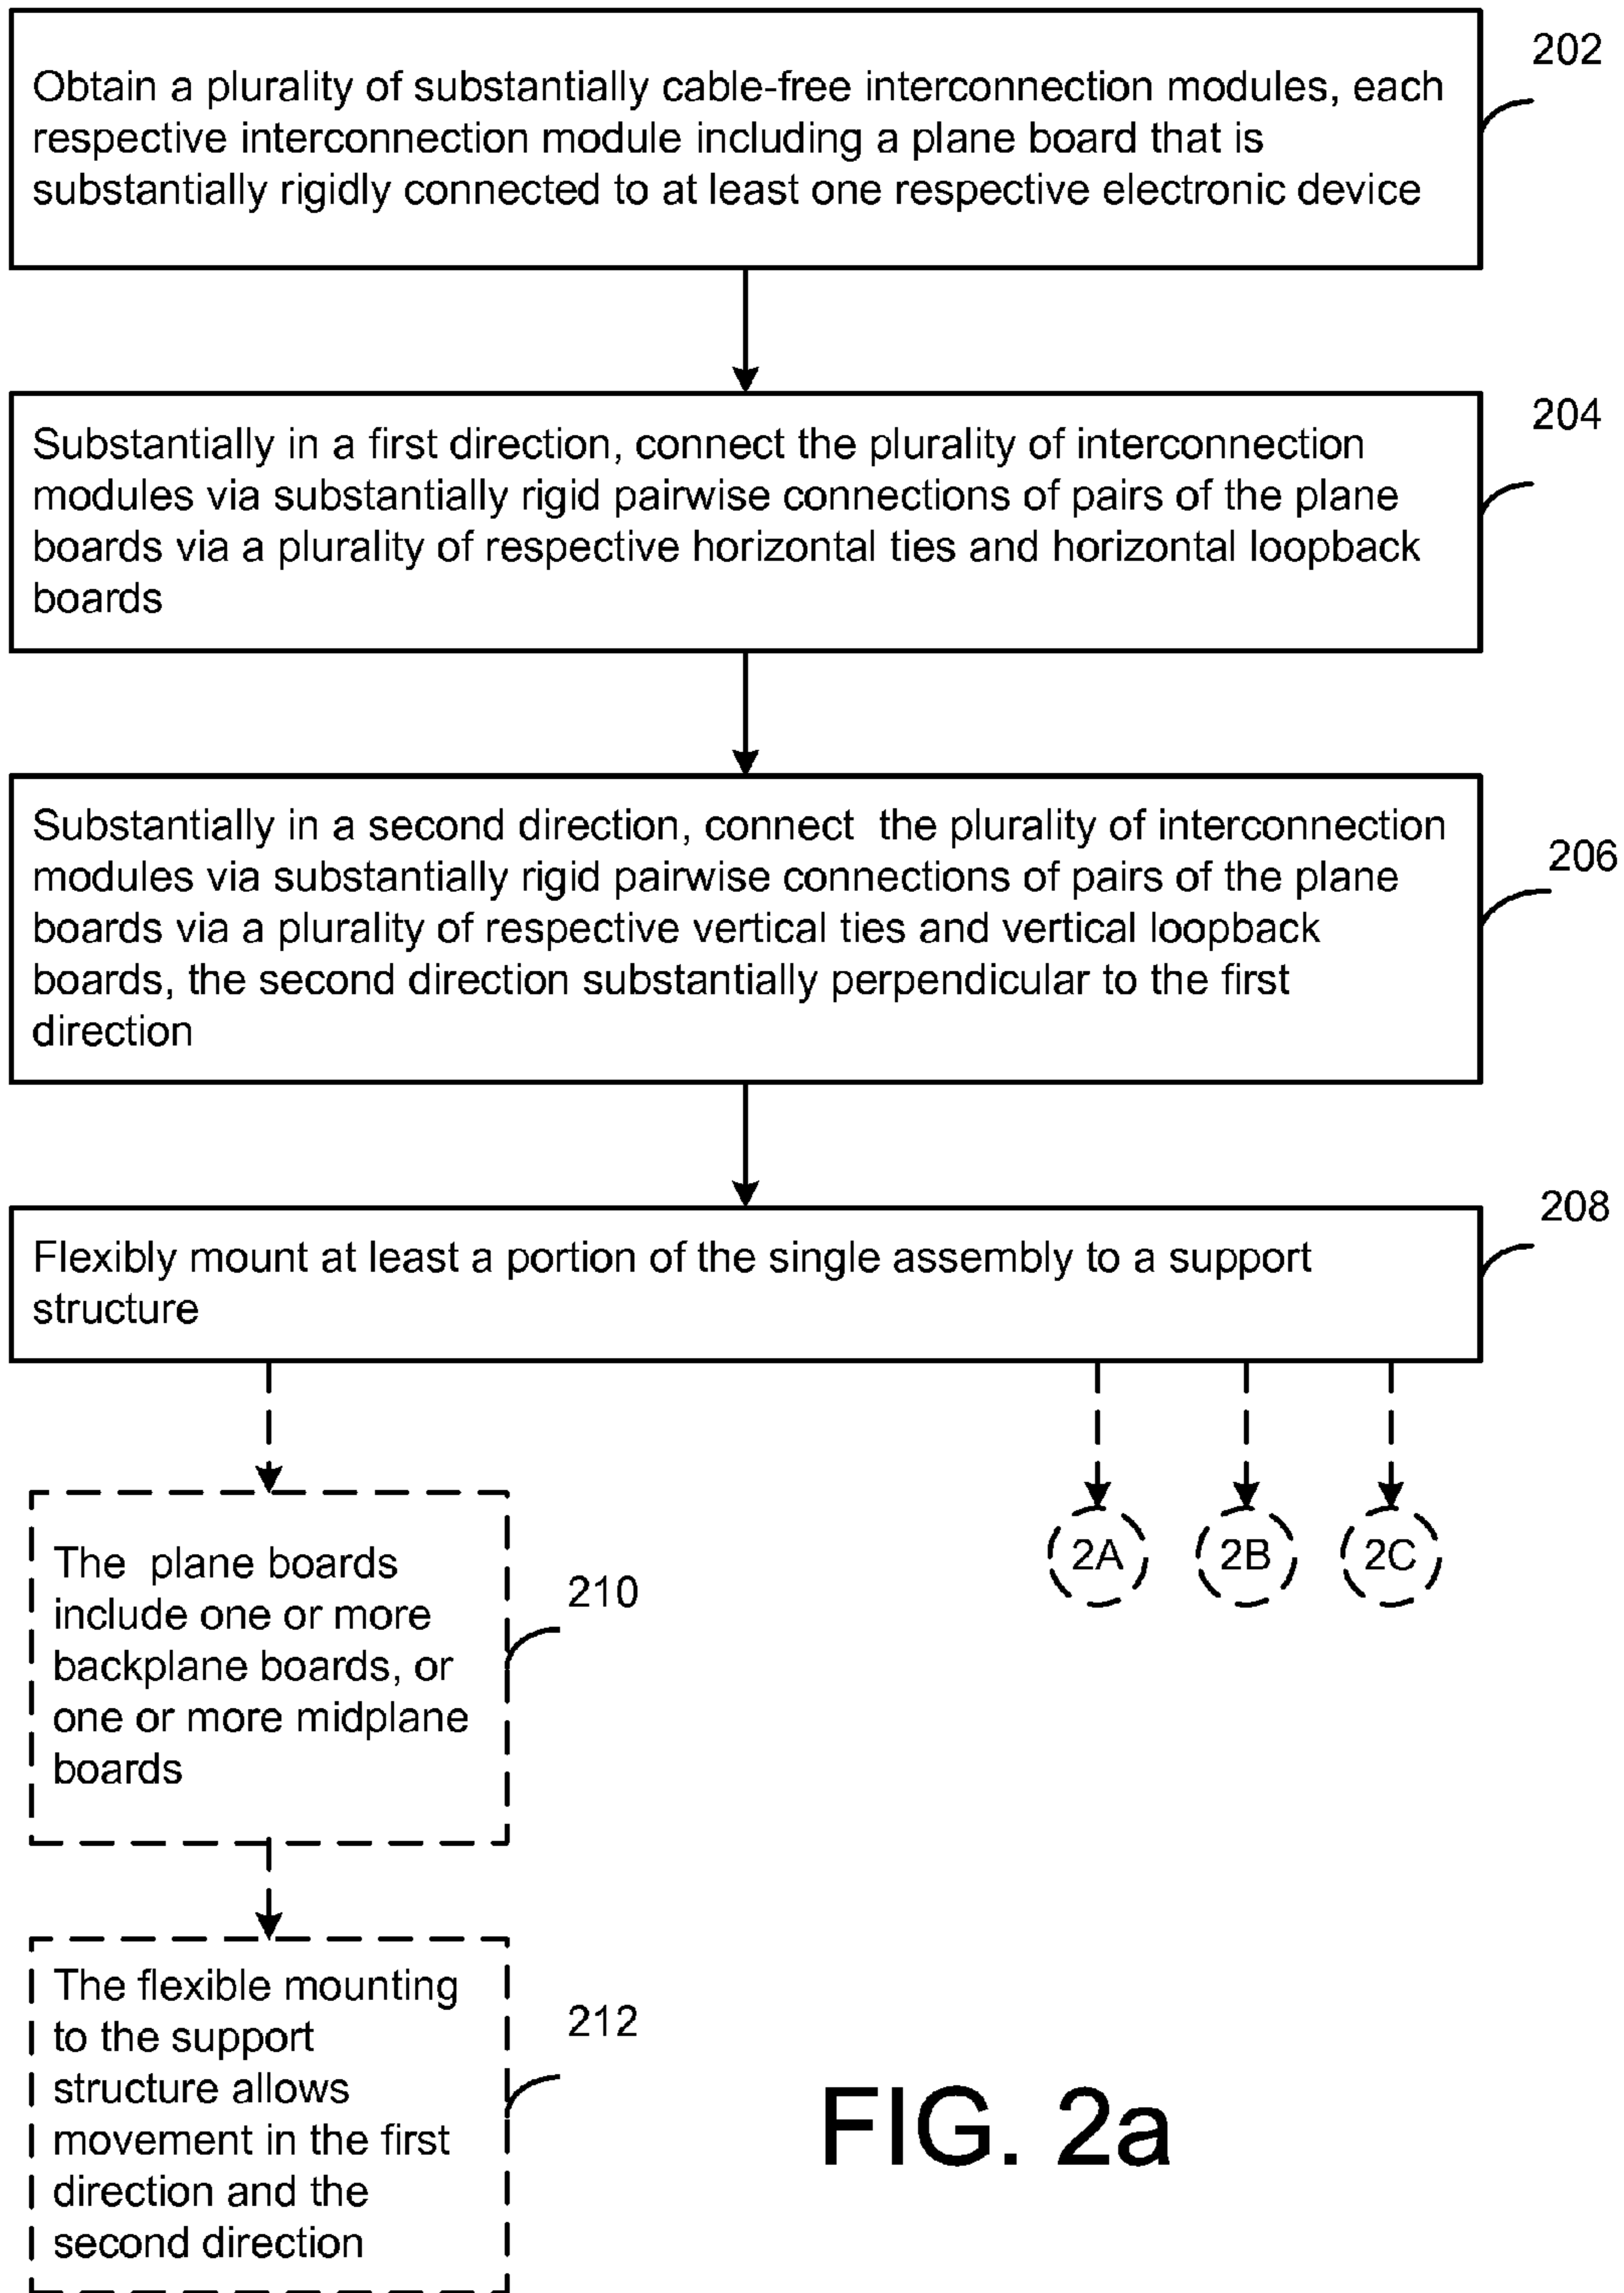 202
Obtain a plurality of substantially cable-free interconnection modules, each
respective interconnection module including a plane board that is
substantially rigidly connected to at least one respective electronic device
204
Substantially in a first direction, connect the plurality of interconnection
modules via substantially rigid pairwise connections of pairs of the plane
boards via a plurality of respective horizontal ties and horizontal loopback
boards
206
Substantially in a second direction, connect  the plurality of interconnection
modules via substantially rigid pairwise connections of pairs of the plane
boards via a plurality of respective vertical ties and vertical loopback
boards, the second direction substantially perpendicular to the first
direction
208
Flexibly mount at least a portion of the single assembly to a support
structure
2A 2B 2C
The  plane boards
include one or more
backplane boards, or
one or more midplane
boards
210
The flexible mounting
to the support
structure allows
movement in the first
direction and the
second direction
212
FIG. 2a